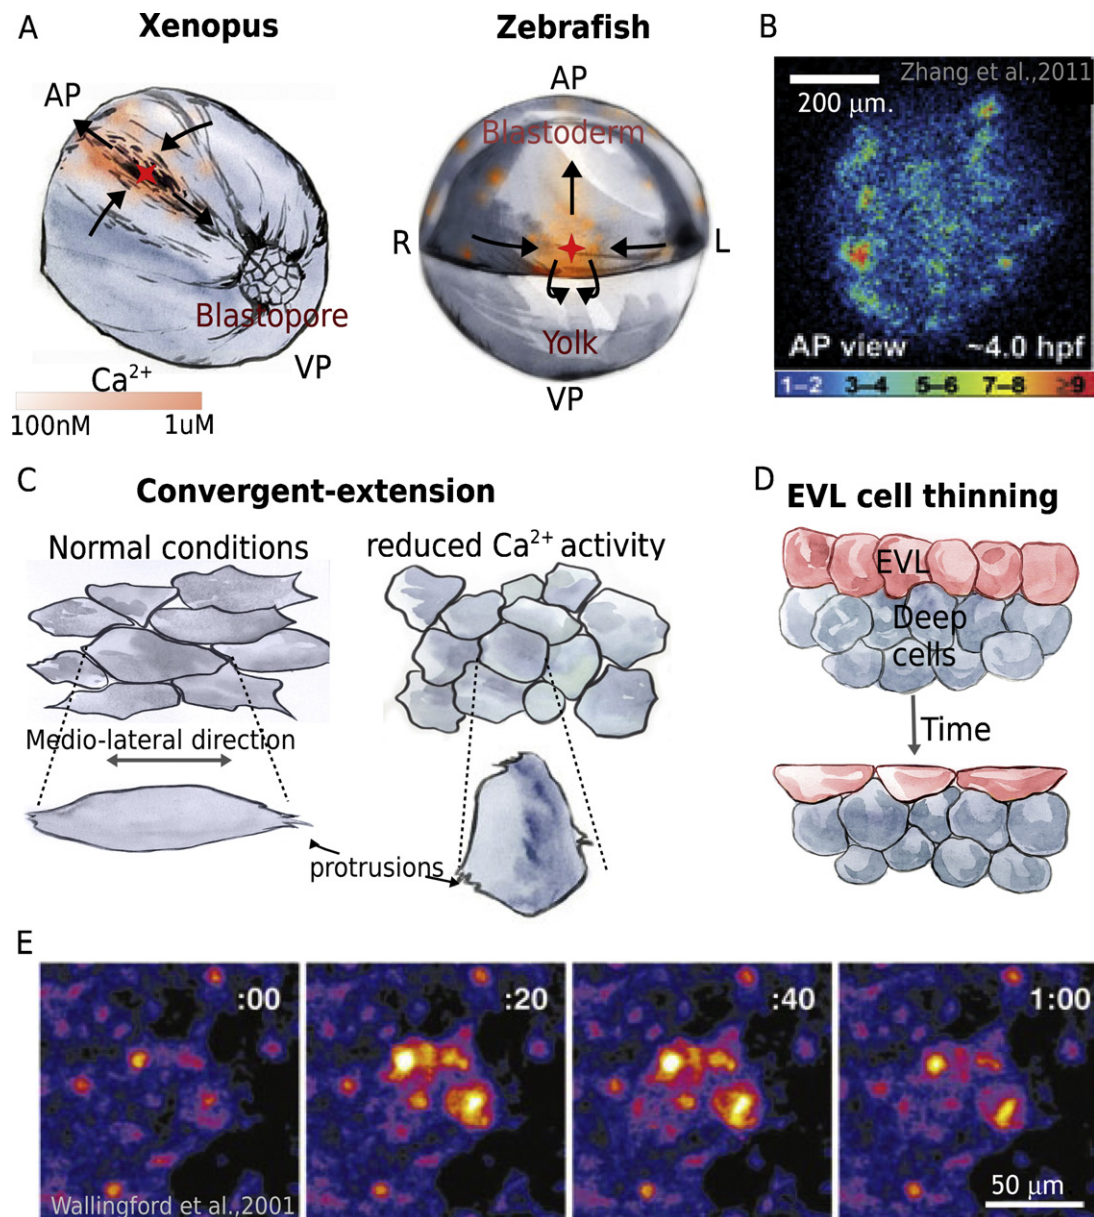 A
Xenopus
Zebrafish
B
AP
AP
Blastoderm
Zhang et al.,2011
200 μm.
R
L
Blastopore
Yolk
VP
VP
Ca2+
100nM
1uM
AP view
~4.0 hpf
1–2 3–4 5–6 7–8 >9
C
Convergent-extension
D
EVL cell thinning
Normal conditions
reduced Ca2+ activity
EVL
Deep
cells
Time
Medio-lateral direction
protrusions
E
:00
:20
:40
1:00
Wallingford et al.,2001
50 μm